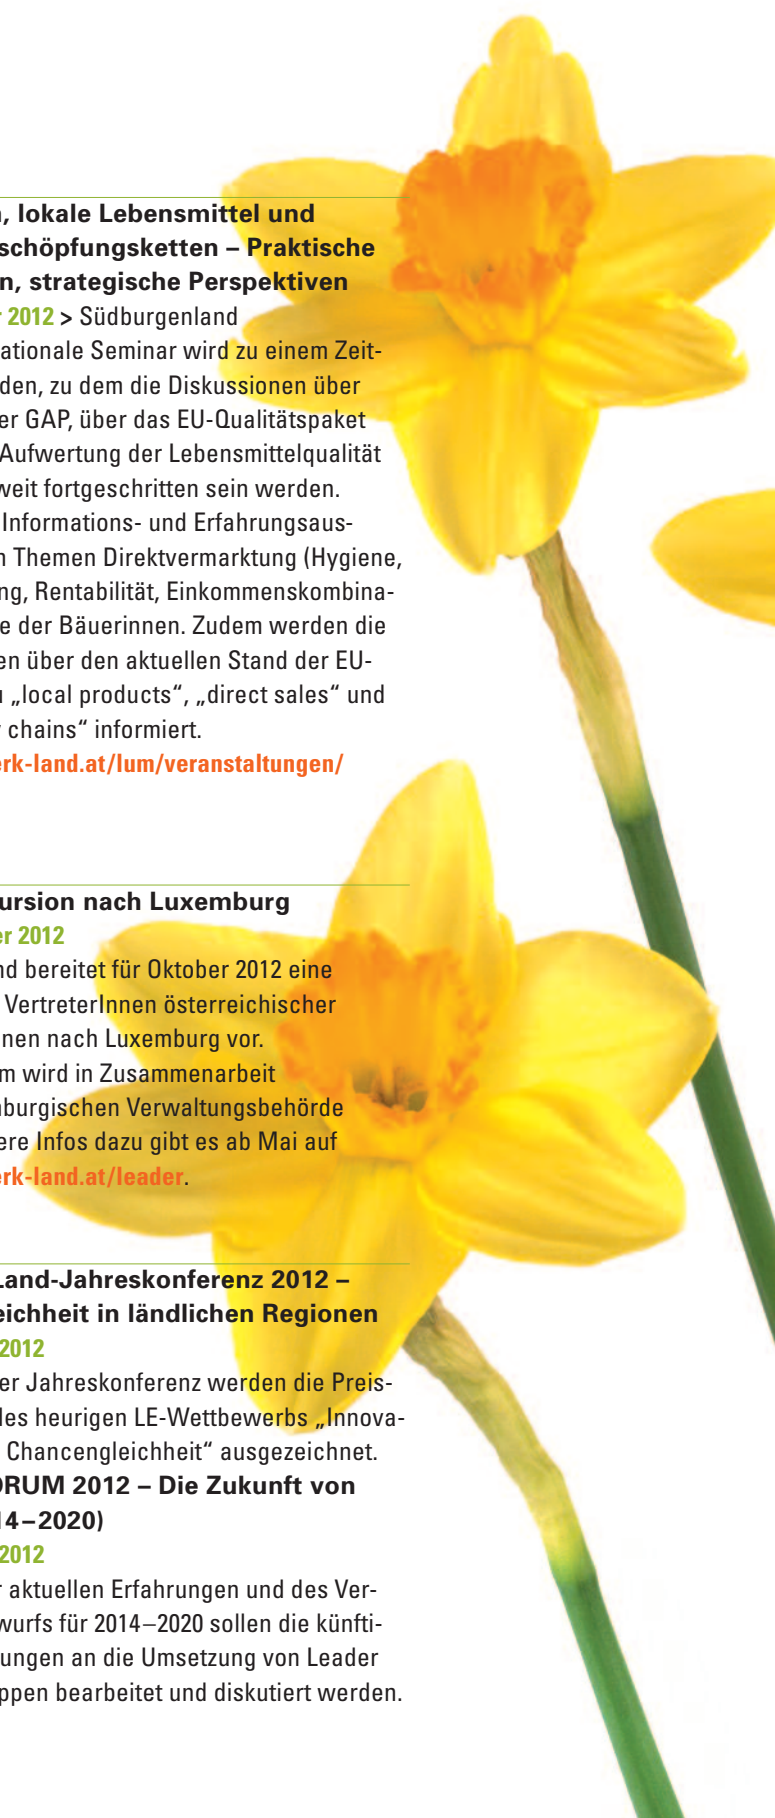 , lokale Lebensmittel und
schöpfungsketten – Praktische
n, strategische Perspektiven
2012 > Südburgenland
ationale Seminar wird zu einem Zeit-
den, zu dem die Diskussionen über
er GAP, über das EU-Qualitätspaket
Aufwertung der Lebensmittelqualität
weit fortgeschritten sein werden.
Informations- und Erfahrungsaus-
n Themen Direktvermarktung (Hygiene,
ng, Rentabilität, Einkommenskombina-
e der Bäuerinnen. Zudem werden die
en über den aktuellen Stand der EU-
u „local products“, „direct sales“ und
chains“ informiert.
erk-land.at/lum/veranstaltungen/
ursion nach Luxemburg
er 2012
nd bereitet für Oktober 2012 eine
VertreterInnen österreichischer
nen nach Luxemburg vor.
m wird in Zusammenarbeit
burgischen Verwaltungsbehörde
ere Infos dazu gibt es ab Mai auf
erk-land.at/leader.
Land-Jahreskonferenz 2012 –
eichheit in ländlichen Regionen
2012
er Jahreskonferenz werden die Preis-
des heurigen LE-Wettbewerbs „Innova-
Chancengleichheit“ ausgezeichnet.
ORUM 2012 – Die Zukunft von
14–2020)
2012
r aktuellen Erfahrungen und des Ver-
wurfs für 2014–2020 sollen die künfti-
ungen an die Umsetzung von Leader
ppen bearbeitet und diskutiert werden.